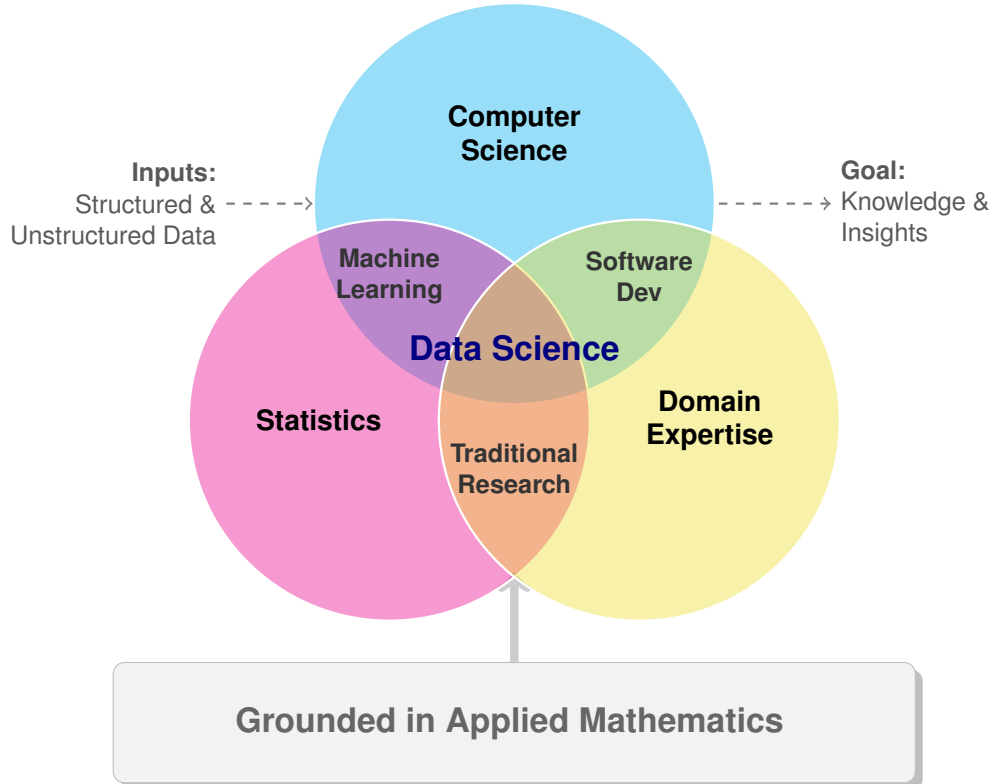 Computer
Science
Inputs:
Structured &
Unstructured Data
Goal:
Knowledge &
Insights
Machine
Learning
Software
Dev
Data Science
Statistics
Domain
Expertise
Traditional
Research
Grounded in Applied Mathematics